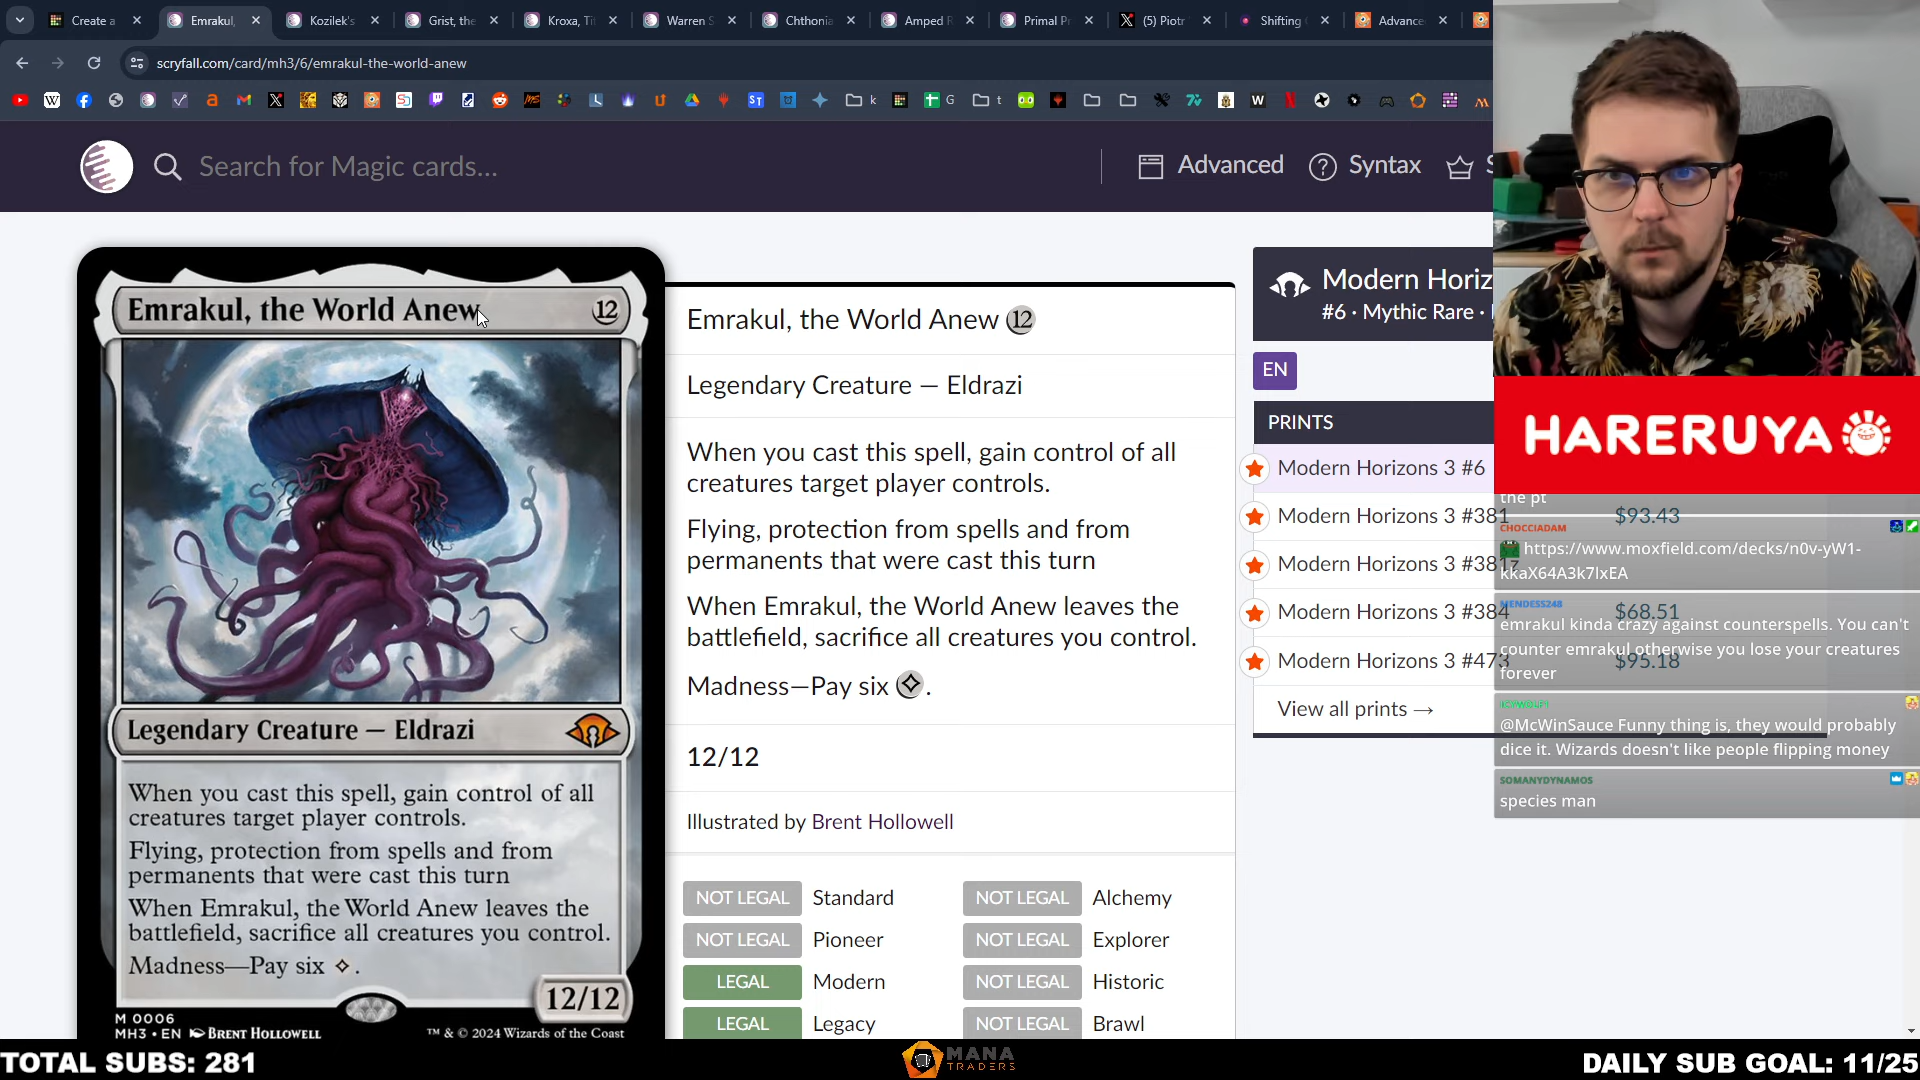 Create a
Emrakul,
Kozilek's
Grist, the
Kroxa, Tit
Warren S
Chthonia
Amped R
Primal Pr
(5) Piotr
Shifting
Advance
scryfall.com/card/mh3/6/emrakul-the-world-anew
k
G
t
Search for Magic cards...
Advanced
Syntax
S
Emrakul, the World Anew 12
When you cast this spell, gain control of all
creatures target player controls.
Flying, protection from spells and from
permanents that were cast this turn
When Emrakul, the World Anew leaves the
battlefield, sacrifice all creatures you control.
Madness—Pay six .
Legendary Creature — Eldrazi
12/12
M 0006
MH3 • EN BRENT HOLLOWELL
™ & © 2024 Wizards of the Coast
Emrakul, the World Anew 12
Legendary Creature — Eldrazi
When you cast this spell, gain control of all
creatures target player controls.
Flying, protection from spells and from
permanents that were cast this turn
When Emrakul, the World Anew leaves the
battlefield, sacrifice all creatures you control.
Madness—Pay six .
12/12
Illustrated by Brent Hollowell
NOT LEGAL Standard NOT LEGAL Alchemy
NOT LEGAL Pioneer NOT LEGAL Explorer
LEGAL Modern NOT LEGAL Historic
LEGAL Legacy NOT LEGAL Brawl
Modern Horiz
#6 · Mythic Rare ·
EN
PRINTS
Modern Horizons 3 #6
Modern Horizons 3 #381 $93.43
Modern Horizons 3 #381z
Modern Horizons 3 #384 $68.51
Modern Horizons 3 #473 $95.18
View all prints →
HARERUYA
the pt
CHOCCIADAM
https://www.moxfield.com/decks/n0v-yW1-
kkaX64A3k7lxEA
MENDESS248
emrakul kinda crazy against counterspells. You can't
counter emrakul otherwise you lose your creatures
forever
ICYWOLF1
@McWinSauce Funny thing is, they would probably
dice it. Wizards doesn't like people flipping money
SOMANYDYNAMOS
species man
TOTAL SUBS: 281
MANA
TRADERS
DAILY SUB GOAL: 11/25